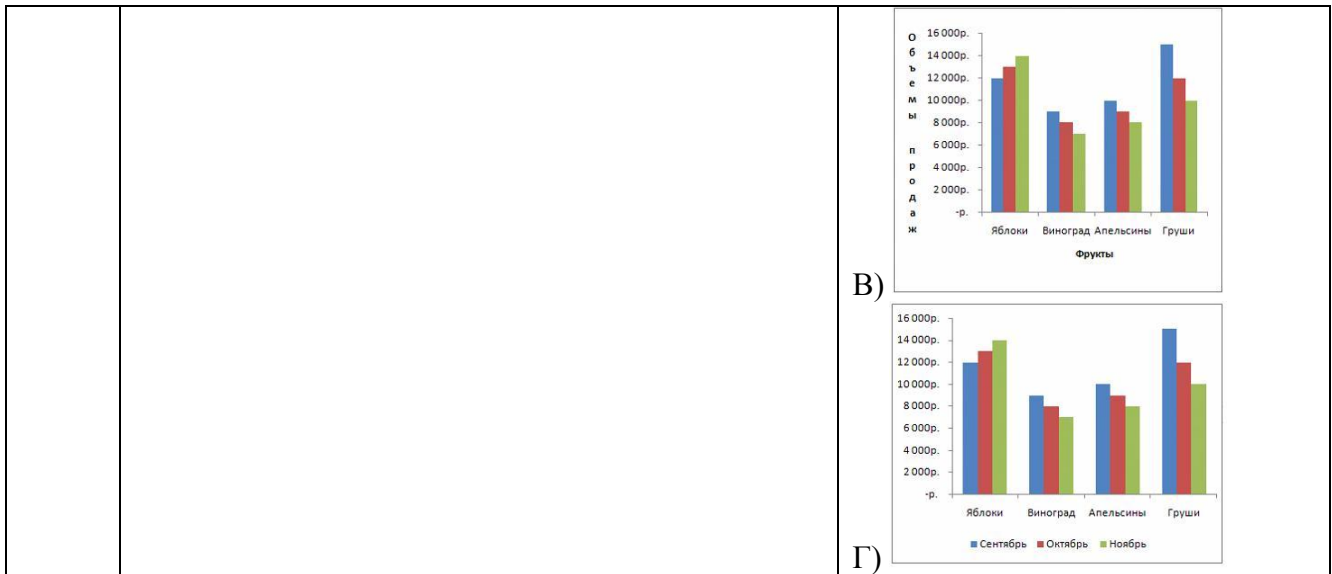 16 000р.
14 000р.
12 000р.
10 000р.
8 000р.
6 000р.
4 000р.
2 000р.
-р.
Объемы продаж
Яблоки Виноград Апельсины Груши
Фрукты
В)
16 000р.
14 000р.
12 000р.
10 000р.
8 000р.
6 000р.
4 000р.
2 000р.
-р.
Яблоки Виноград Апельсины Груши
Сентябрь Октябрь Ноябрь
Г)